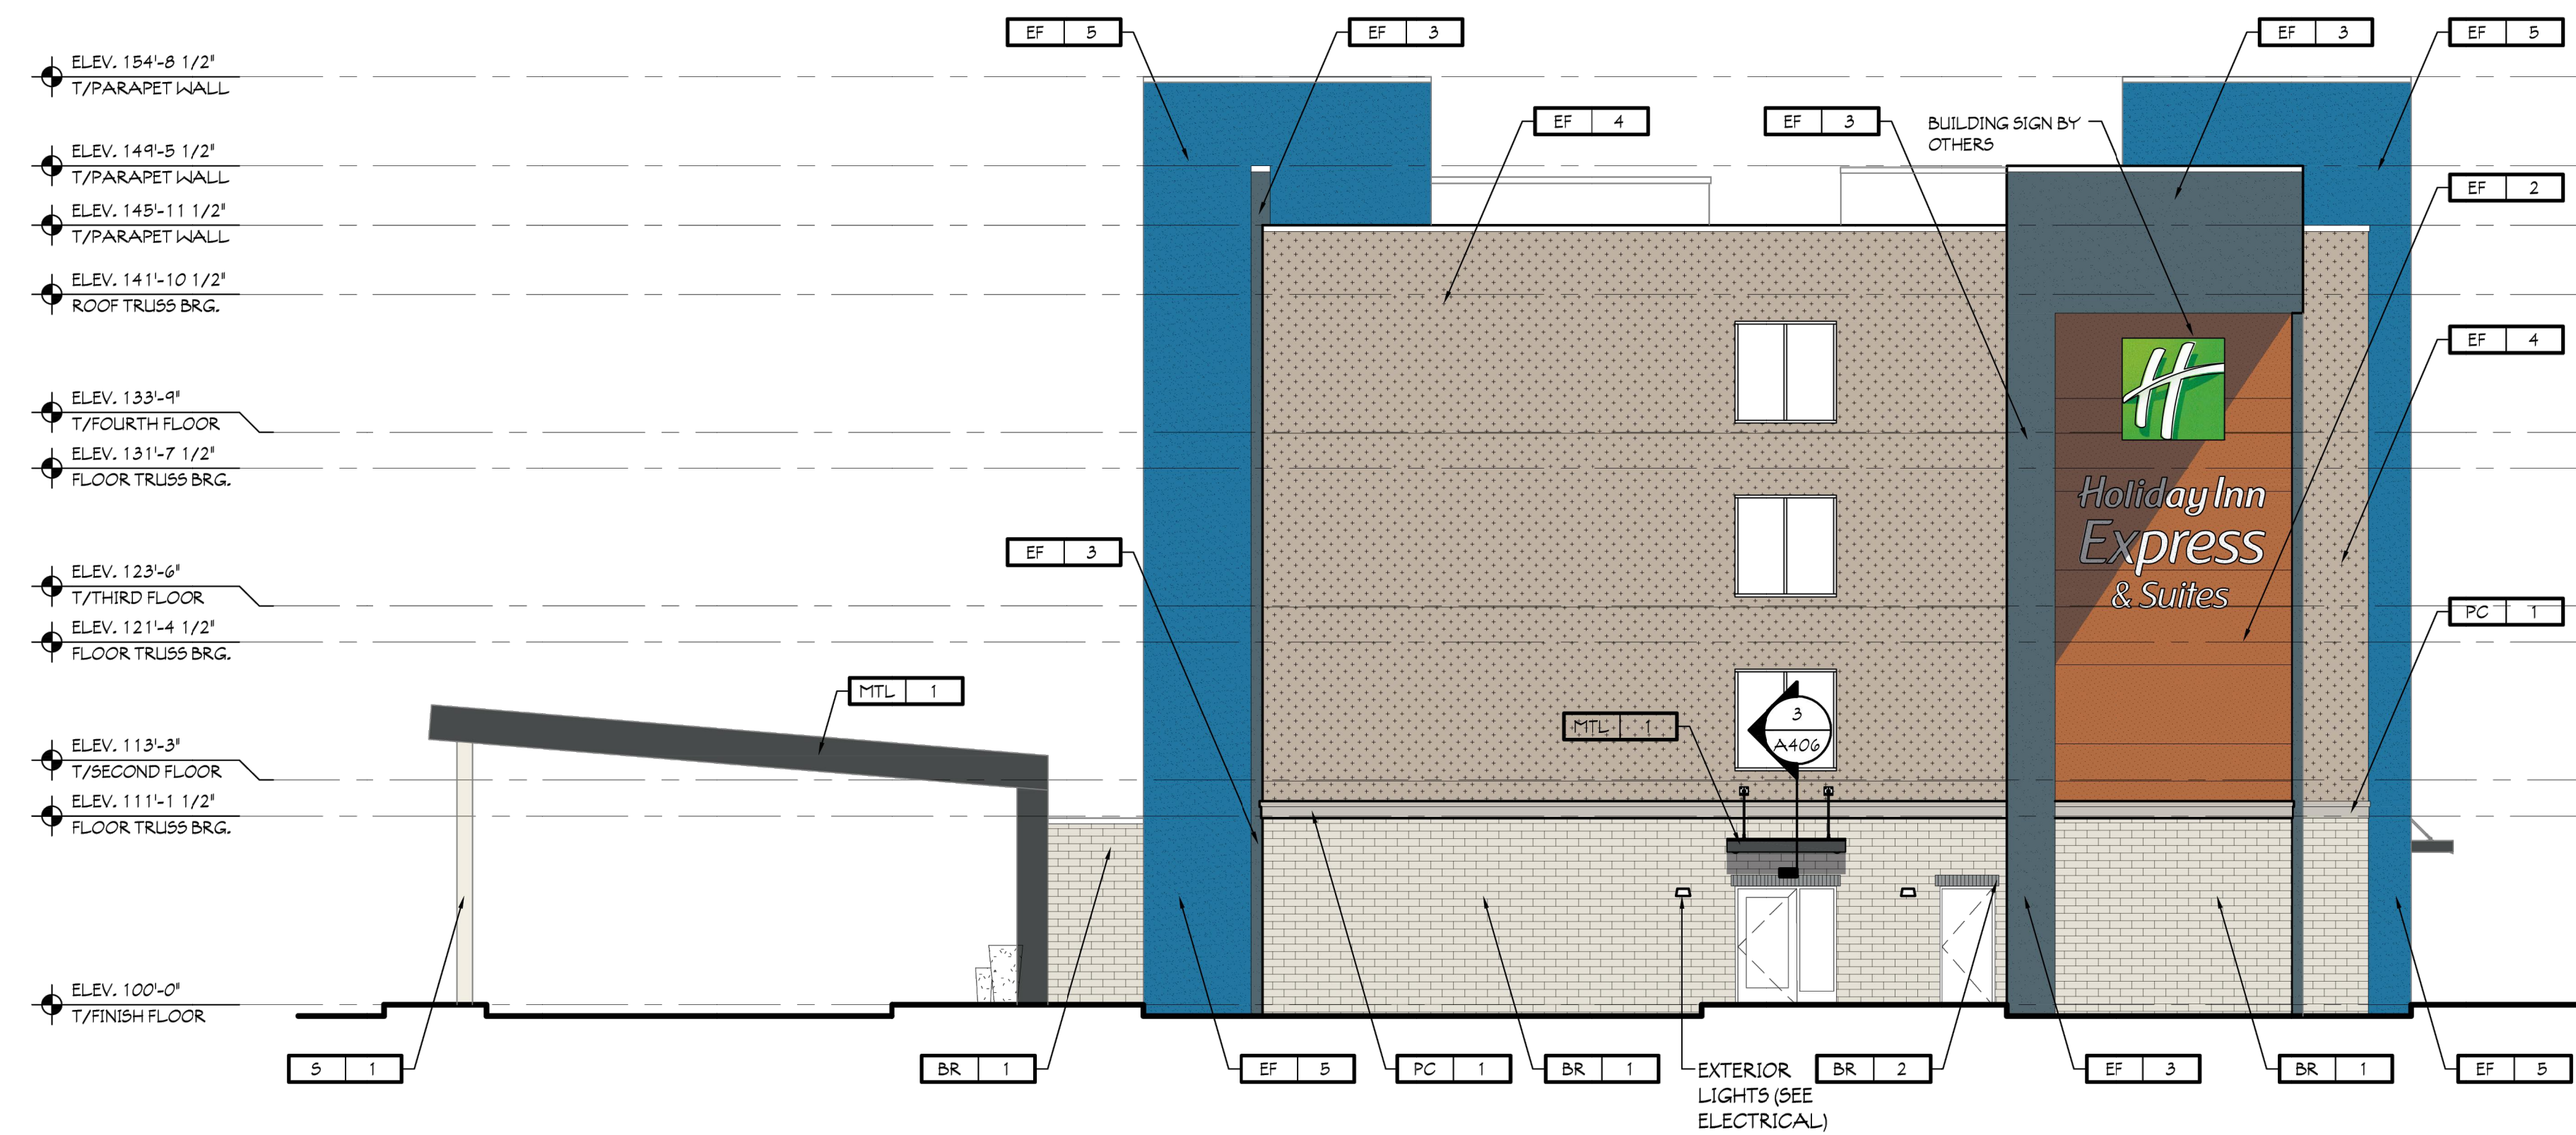 EF 5
EF 3
EF 3
EF 5
ELEV. 154'-8 1/2"
T/PARAPET WALL
EF 4
EF 3
BUILDING SIGN BY
OTHERS
ELEV. 149'-5 1/2"
T/PARAPET WALL
EF 2
ELEV. 145'-11 1/2"
T/PARAPET WALL
ELEV. 141'-10 1/2"
ROOF TRUSS BRG.
EF 4
H
ELEV. 133'-9"
T/FOURTH FLOOR
ELEV. 131'-7 1/2"
FLOOR TRUSS BRG.
Holiday Inn
Express
& Suites
EF 3
ELEV. 123'-6"
T/THIRD FLOOR
PC 1
ELEV. 121'-4 1/2"
FLOOR TRUSS BRG.
MTL 1
MTL 1
3
A406
ELEV. 113'-3"
T/SECOND FLOOR
ELEV. 111'-1 1/2"
FLOOR TRUSS BRG.
ELEV. 100'-0"
T/FINISH FLOOR
S 1
BR 1
EF 5
PC 1
BR 1
EXTERIOR
LIGHTS (SEE
ELECTRICAL)
BR 2
EF 3
BR 1
EF 5